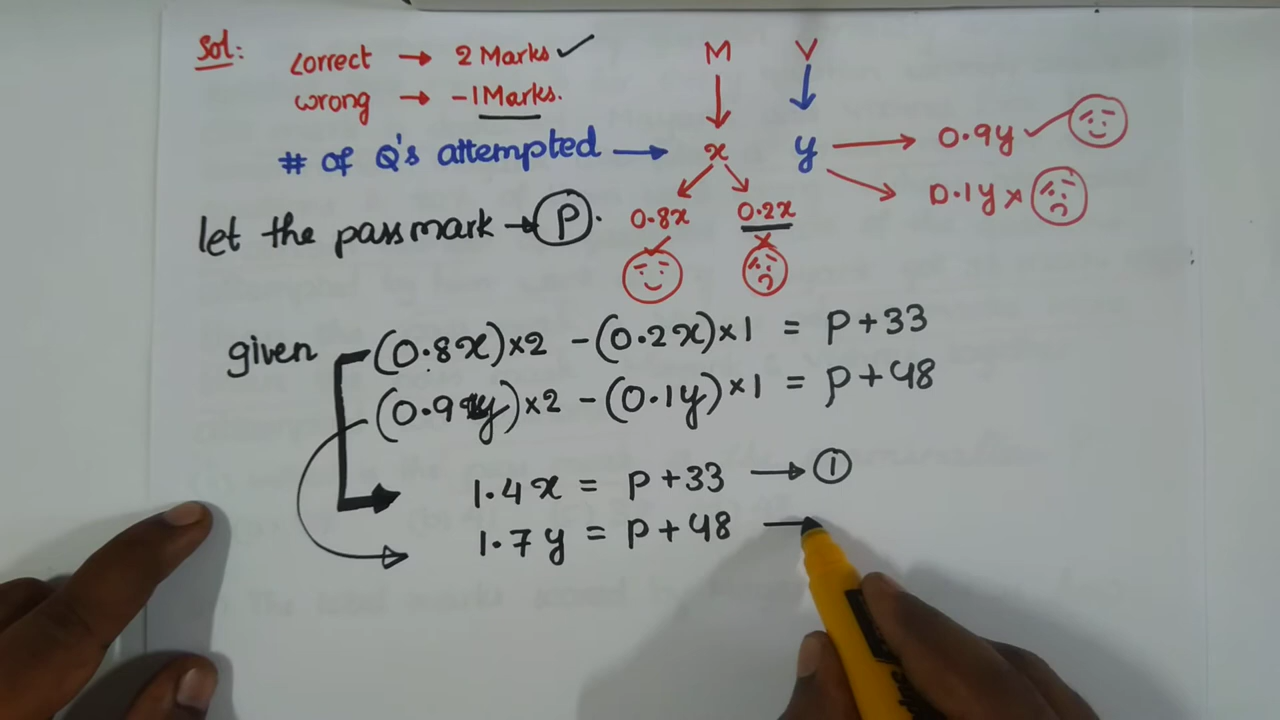 Sol:
correct → 2 Marks ✓
wrong → -1 Marks.
M V
# of Q's attempted → x y
0.9y ✓
0.1y ×
0.8x ✓ 0.2x ×
let the pass mark → P.
given (0.8x)×2 - (0.2x)×1 = P+33
(0.9y)×2 - (0.1y)×1 = P+48
1.4x = P+33 → ①
1.7y = P+48 →